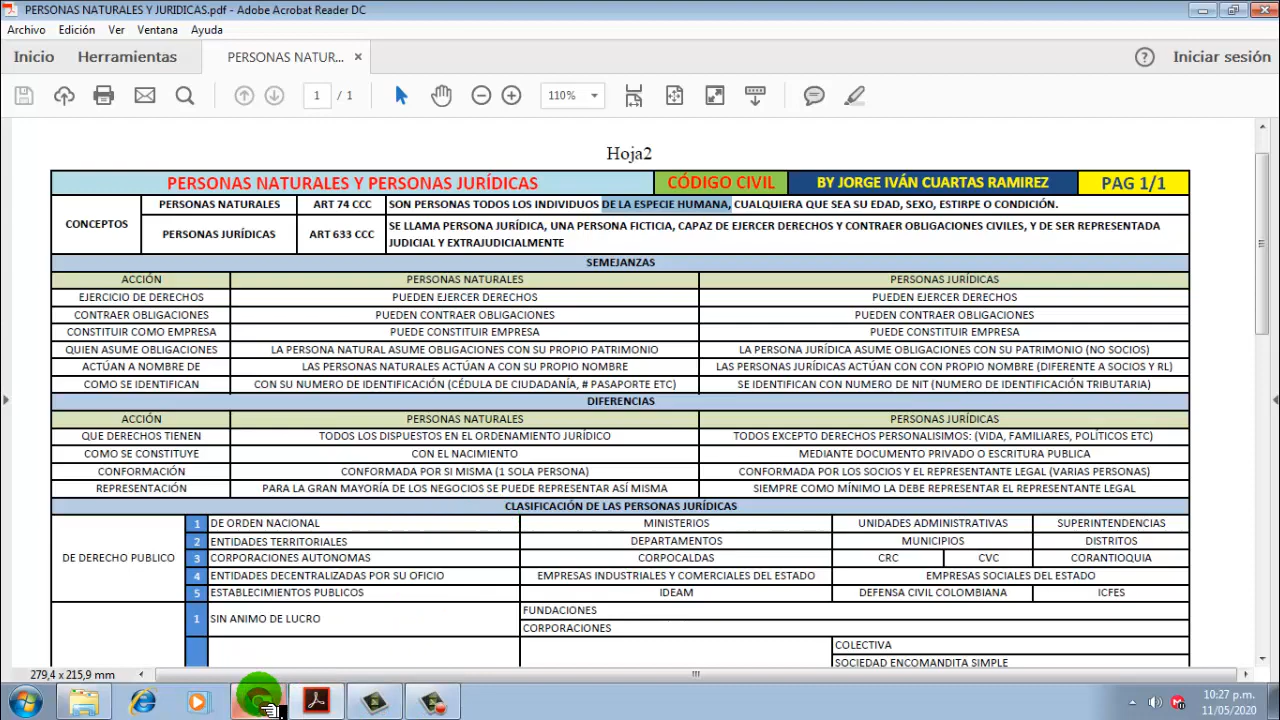 PERSONAS NATURALES Y JURIDICAS.pdf - Adobe Acrobat Reader DC
Archivo Edición Ver Ventana Ayuda
Inicio Herramientas PERSONAS NATUR... × Iniciar sesión
1 / 1 110%
Hoja2
PERSONAS NATURALES Y PERSONAS JURÍDICAS CÓDIGO CIVIL BY JORGE IVÁN CUARTAS RAMIREZ PAG 1/1
CONCEPTOS
PERSONAS NATURALES ART 74 CCC SON PERSONAS TODOS LOS INDIVIDUOS DE LA ESPECIE HUMANA, CUALQUIERA QUE SEA SU EDAD, SEXO, ESTIRPE O CONDICIÓN.
PERSONAS JURÍDICAS ART 633 CCC SE LLAMA PERSONA JURÍDICA, UNA PERSONA FICTICIA, CAPAZ DE EJERCER DERECHOS Y CONTRAER OBLIGACIONES CIVILES, Y DE SER REPRESENTADA
JUDICIAL Y EXTRAJUDICIALMENTE
SEMEJANZAS
ACCIÓN PERSONAS NATURALES PERSONAS JURÍDICAS
EJERCICIO DE DERECHOS PUEDEN EJERCER DERECHOS PUEDEN EJERCER DERECHOS
CONTRAER OBLIGACIONES PUEDEN CONTRAER OBLIGACIONES PUEDEN CONTRAER OBLIGACIONES
CONSTITUIR COMO EMPRESA PUEDE CONSTITUIR EMPRESA PUEDE CONSTITUIR EMPRESA
QUIEN ASUME OBLIGACIONES LA PERSONA NATURAL ASUME OBLIGACIONES CON SU PROPIO PATRIMONIO LA PERSONA JURÍDICA ASUME OBLIGACIONES CON SU PATRIMONIO (NO SOCIOS)
ACTÚAN A NOMBRE DE LAS PERSONAS NATURALES ACTÚAN A CON SU PROPIO NOMBRE LAS PERSONAS JURÍDICAS ACTÚAN CON CON PROPIO NOMBRE (DIFERENTE A SOCIOS Y RL)
COMO SE IDENTIFICAN CON SU NUMERO DE IDENTIFICACIÓN (CÉDULA DE CIUDADANÍA, # PASAPORTE ETC) SE IDENTIFICAN CON NUMERO DE NIT (NUMERO DE IDENTIFICACIÓN TRIBUTARIA)
DIFERENCIAS
ACCIÓN PERSONAS NATURALES PERSONAS JURÍDICAS
QUE DERECHOS TIENEN TODOS LOS DISPUESTOS EN EL ORDENAMIENTO JURÍDICO TODOS EXCEPTO DERECHOS PERSONALISIMOS: (VIDA, FAMILIARES, POLÍTICOS ETC)
COMO SE CONSTITUYE CON EL NACIMIENTO MEDIANTE DOCUMENTO PRIVADO O ESCRITURA PUBLICA
CONFORMACIÓN CONFORMADA POR SI MISMA (1 SOLA PERSONA) CONFORMADA POR LOS SOCIOS Y EL REPRESENTANTE LEGAL (VARIAS PERSONAS)
REPRESENTACIÓN PARA LA GRAN MAYORÍA DE LOS NEGOCIOS SE PUEDE REPRESENTAR ASÍ MISMA SIEMPRE COMO MÍNIMO LA DEBE REPRESENTAR EL REPRESENTANTE LEGAL
CLASIFICACIÓN DE LAS PERSONAS JURÍDICAS
DE DERECHO PUBLICO
1 DE ORDEN NACIONAL MINISTERIOS UNIDADES ADMINISTRATIVAS SUPERINTENDENCIAS
2 ENTIDADES TERRITORIALES DEPARTAMENTOS MUNICIPIOS DISTRITOS
3 CORPORACIONES AUTONOMAS CORPOCALDAS CRC CVC CORANTIOQUIA
4 ENTIDADES DECENTRALIZADAS POR SU OFICIO EMPRESAS INDUSTRIALES Y COMERCIALES DEL ESTADO EMPRESAS SOCIALES DEL ESTADO
5 ESTABLECIMIENTOS PUBLICOS IDEAM DEFENSA CIVIL COLOMBIANA ICFES
1 SIN ANIMO DE LUCRO FUNDACIONES
CORPORACIONES
COLECTIVA
SOCIEDAD ENCOMANDITA SIMPLE
279,4 x 215,9 mm
10:27 p.m.
11/05/2020